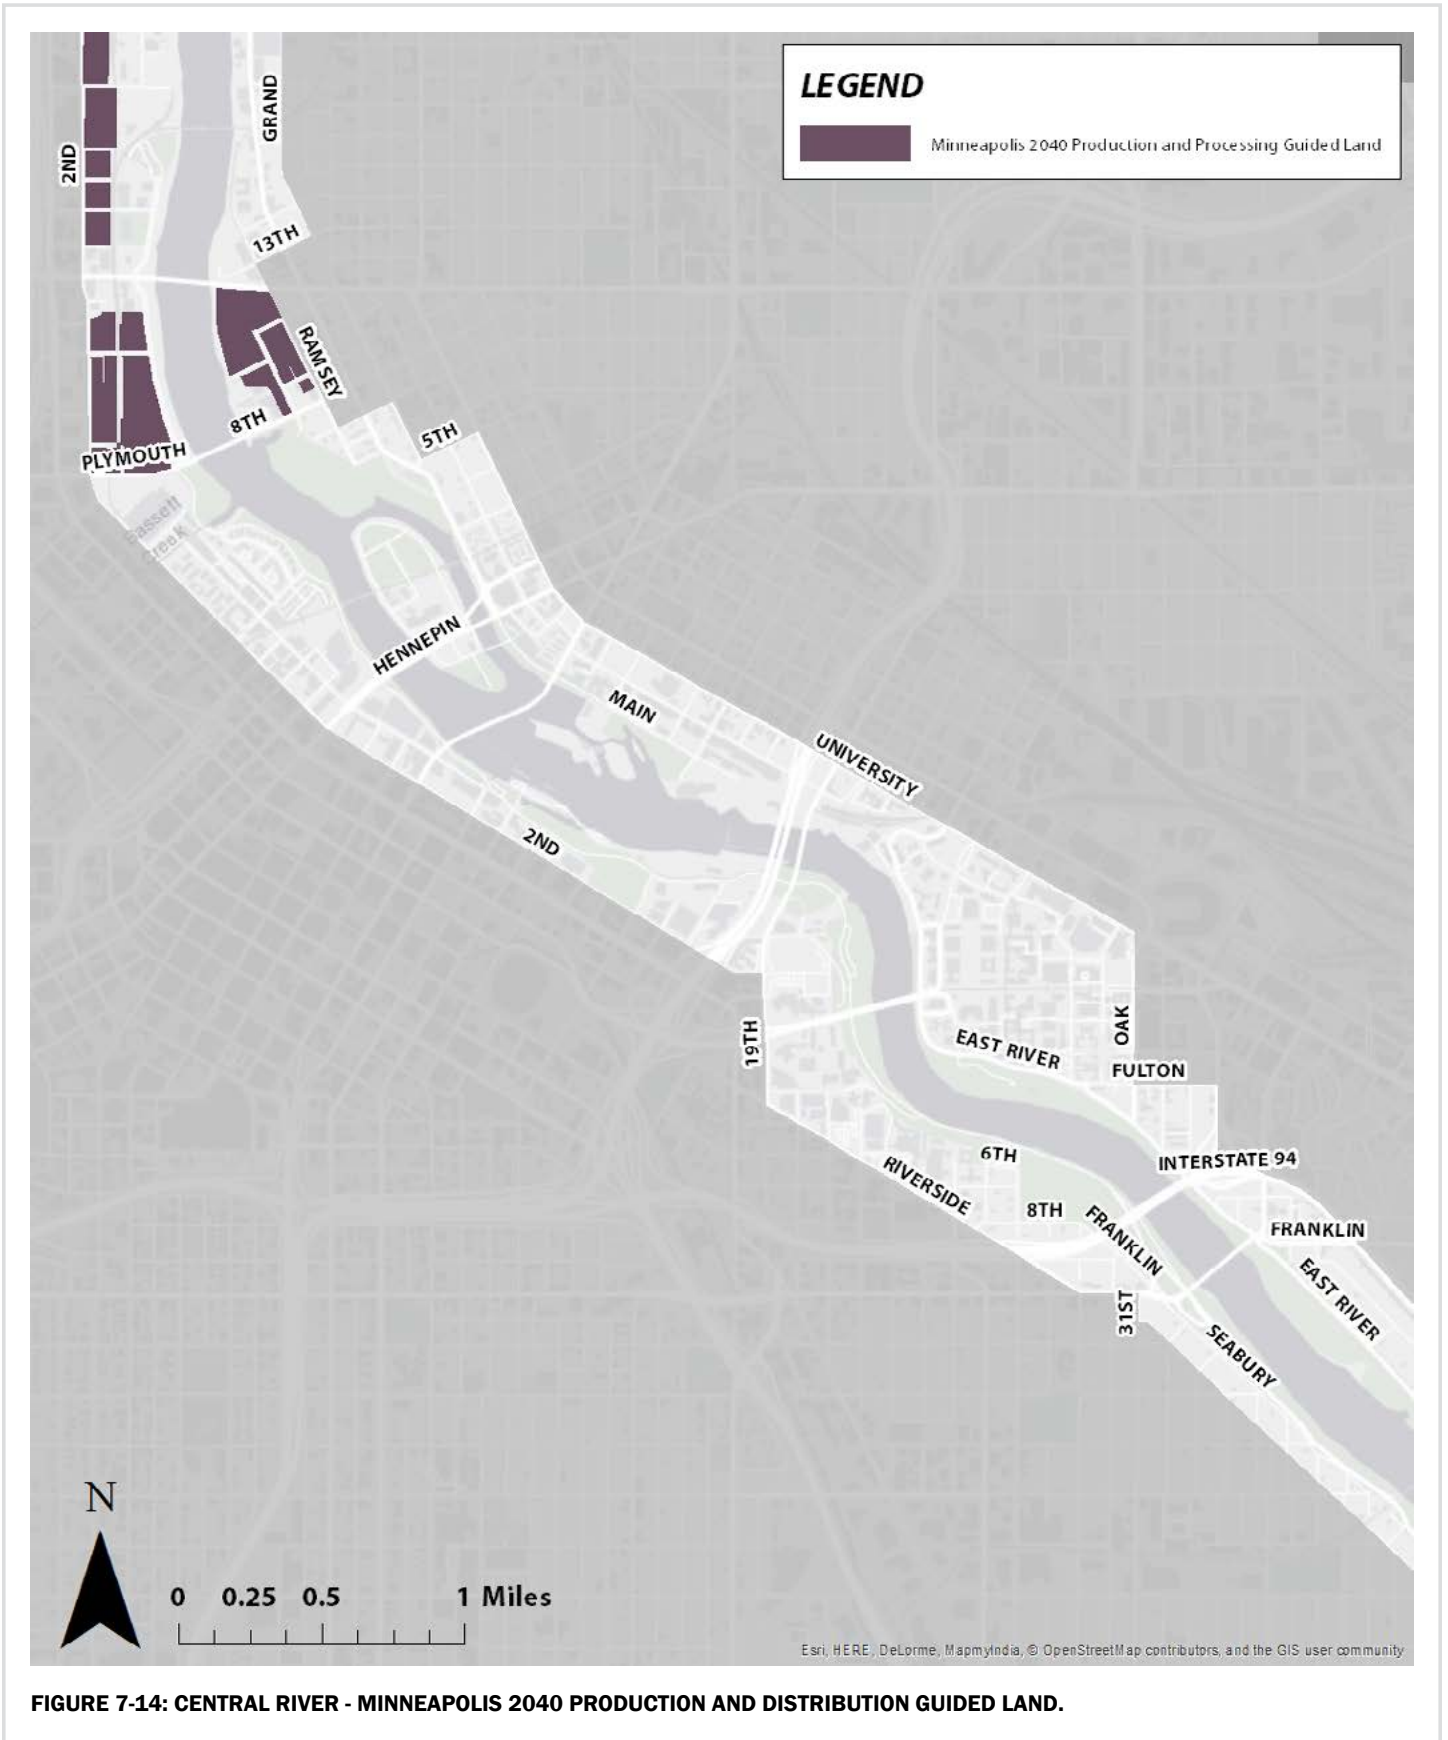 LEGEND
Minneapolis 2040 Production and Processing Guided Land
GRAND
2ND
13TH
RAMSEY
8TH
5TH
PLYMOUTH
Bassett
Creek
HENNEPIN
MAIN
UNIVERSITY
2ND
OAK
19TH
EAST RIVER
FULTON
6TH
INTERSTATE 94
RIVERSIDE
8TH
FRANKLIN
FRANKLIN
EAST RIVER
31ST
SEABURY
N
0 0.25 0.5 1 Miles
Esri, HERE, DeLorme, MapmyIndia, © OpenStreetMap contributors, and the GIS user community
FIGURE 7-14: CENTRAL RIVER - MINNEAPOLIS 2040 PRODUCTION AND DISTRIBUTION GUIDED LAND.